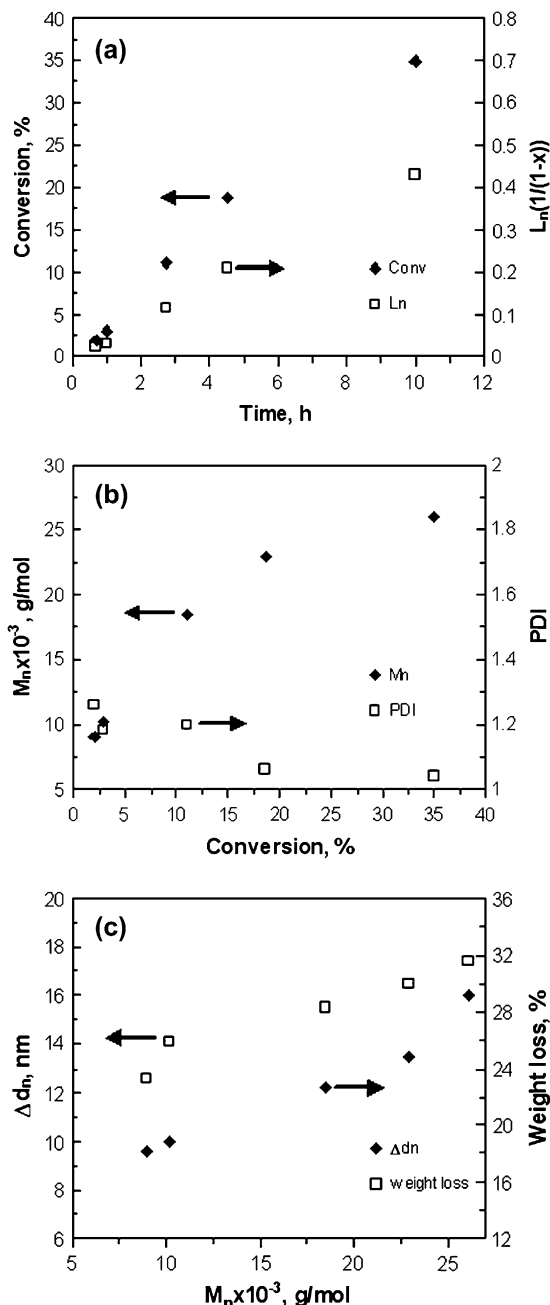 (a)
40
35
30
25
20
15
10
5
0
Conversion, %
0.8
0.7
0.6
0.5
0.4
0.3
0.2
0.1
0
Ln(1/(1-x))
Conv
Ln
0 2 4 6 8 10 12
Time, h
(b)
30
25
20
15
10
5
Mnx10-3, g/mol
2
1.8
1.6
1.4
1.2
1
PDI
Mn
PDI
0 5 10 15 20 25 30 35 40
Conversion, %
(c)
20
18
16
14
12
10
8
6
Δdn, nm
36
32
28
23
18
16
12
Weight loss, %
Δdn
weight loss
5 10 15 20 25
Mnx10-3, g/mol